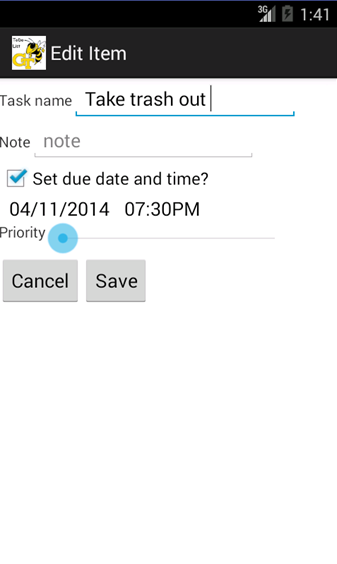 3G 1:41
ToBee-
List
Edit Item
Task name Take trash out
Note note
Set due date and time?
04/11/2014 07:30PM
Priority
Cancel Save